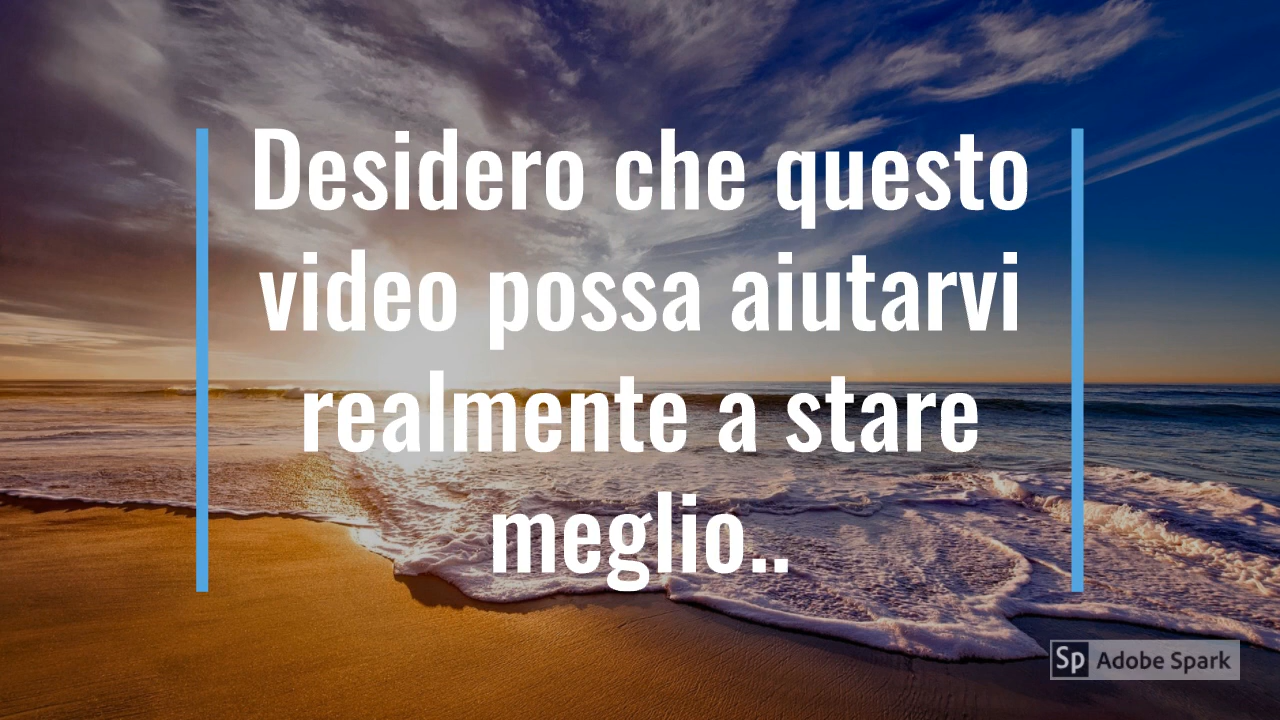 Desidero che questo
video possa aiutarvi
realmente a stare
meglio..
Sp Adobe Spark